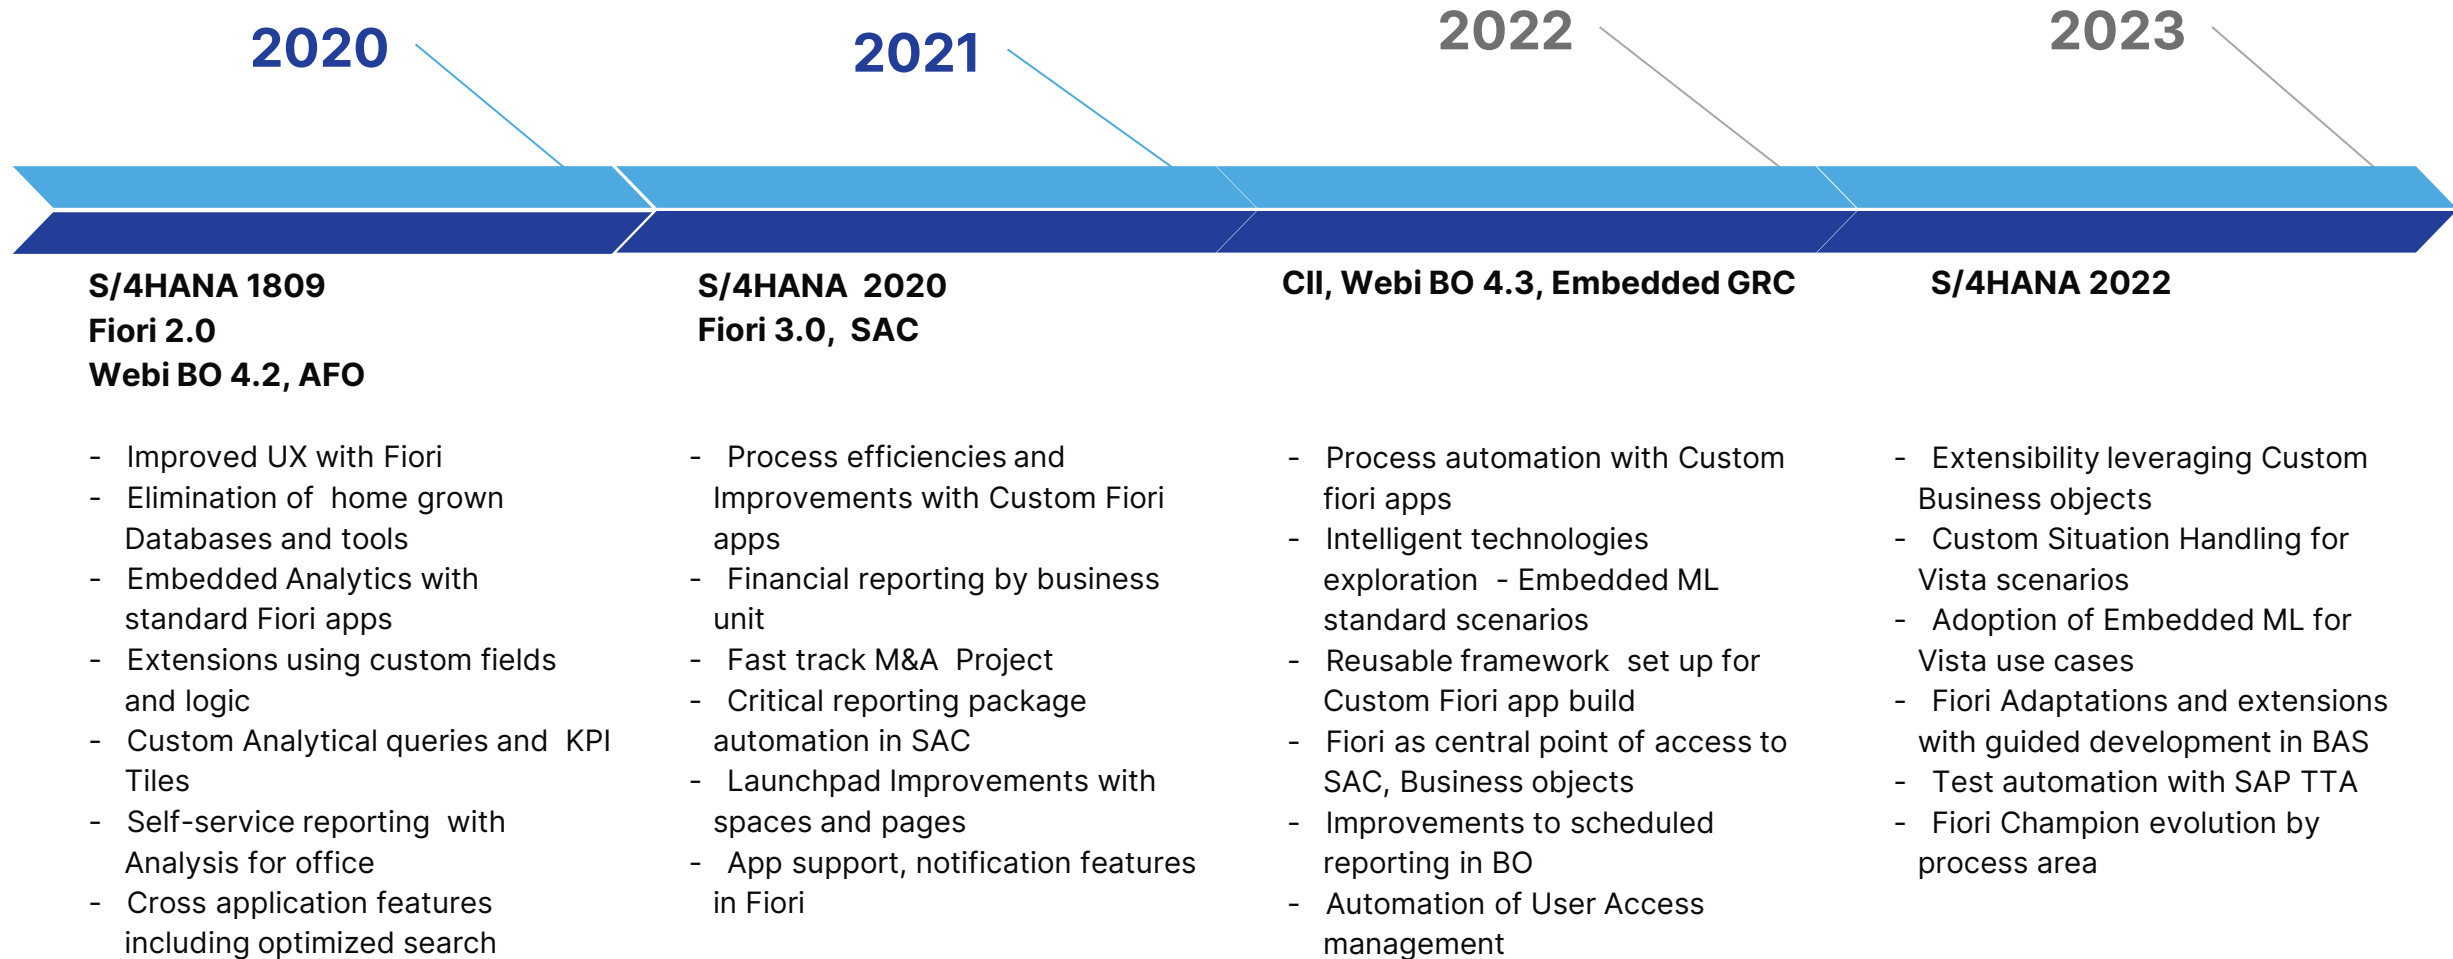 2020
2021
2022
2023
S/4HANA 1809
Fiori 2.0
Webi BO 4.2, AFO
S/4HANA 2020
Fiori 3.0, SAC
CII, Webi BO 4.3, Embedded GRC
S/4HANA 2022
- Improved UX with Fiori
- Elimination of home grown
Databases and tools
- Embedded Analytics with
standard Fiori apps
- Extensions using custom fields
and logic
- Custom Analytical queries and KPI
Tiles
- Self-service reporting with
Analysis for office
- Cross application features
including optimized search
- Process efficiencies and
Improvements with Custom Fiori
apps
- Financial reporting by business
unit
- Fast track M&A Project
- Critical reporting package
automation in SAC
- Launchpad Improvements with
spaces and pages
- App support, notification features
in Fiori
- Process automation with Custom
fiori apps
- Intelligent technologies
exploration - Embedded ML
standard scenarios
- Reusable framework set up for
Custom Fiori app build
- Fiori as central point of access to
SAC, Business objects
- Improvements to scheduled
reporting in BO
- Automation of User Access
management
- Extensibility leveraging Custom
Business objects
- Custom Situation Handling for
Vista scenarios
- Adoption of Embedded ML for
Vista use cases
- Fiori Adaptations and extensions
with guided development in BAS
- Test automation with SAP TTA
- Fiori Champion evolution by
process area